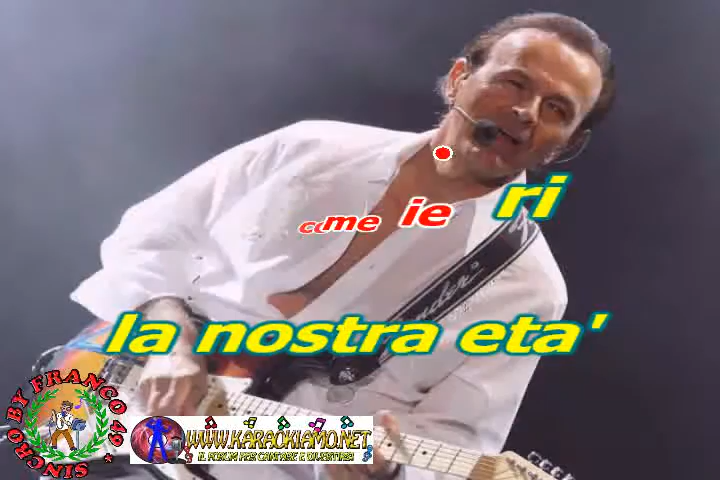 come ie ri
la nostra eta'
SINCRO BY FRANCO 49 *
WWW.KARAOKIAMO.NET
IL FORUM PER CANTARE E DIVERTIRSI